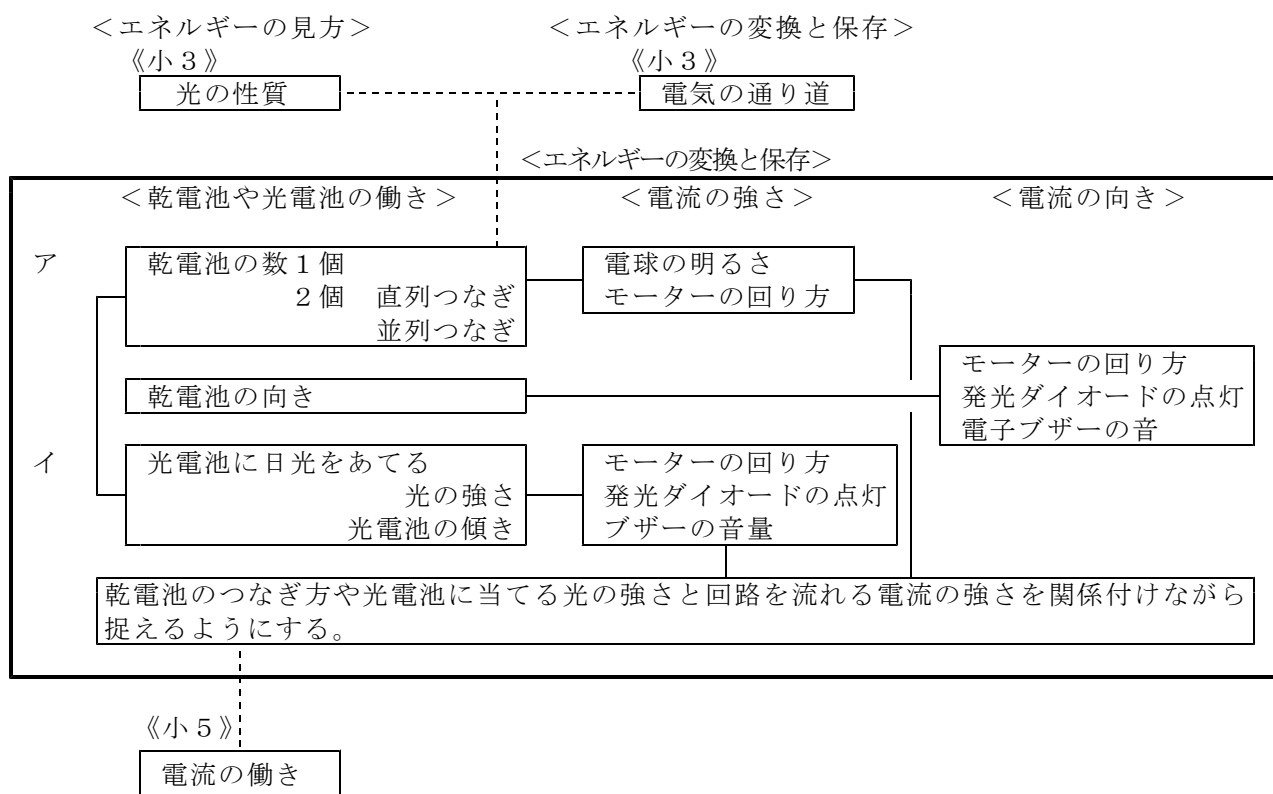 ＜エネルギーの見方＞
＜エネルギーの変換と保存＞
《小３》
《小３》
光の性質
電気の通り道
＜エネルギーの変換と保存＞
＜乾電池や光電池の働き＞
＜電流の強さ＞
＜電流の向き＞
ア
乾電池の数１個
２個　直列つなぎ
並列つなぎ
電球の明るさ
モーターの回り方
乾電池の向き
モーターの回り方
発光ダイオードの点灯
電子ブザーの音
イ
光電池に日光をあてる
光の強さ
光電池の傾き
モーターの回り方
発光ダイオードの点灯
ブザーの音量
乾電池のつなぎ方や光電池に当てる光の強さと回路を流れる電流の強さを関係付けながら
捉えるようにする。
《小５》
電流の働き